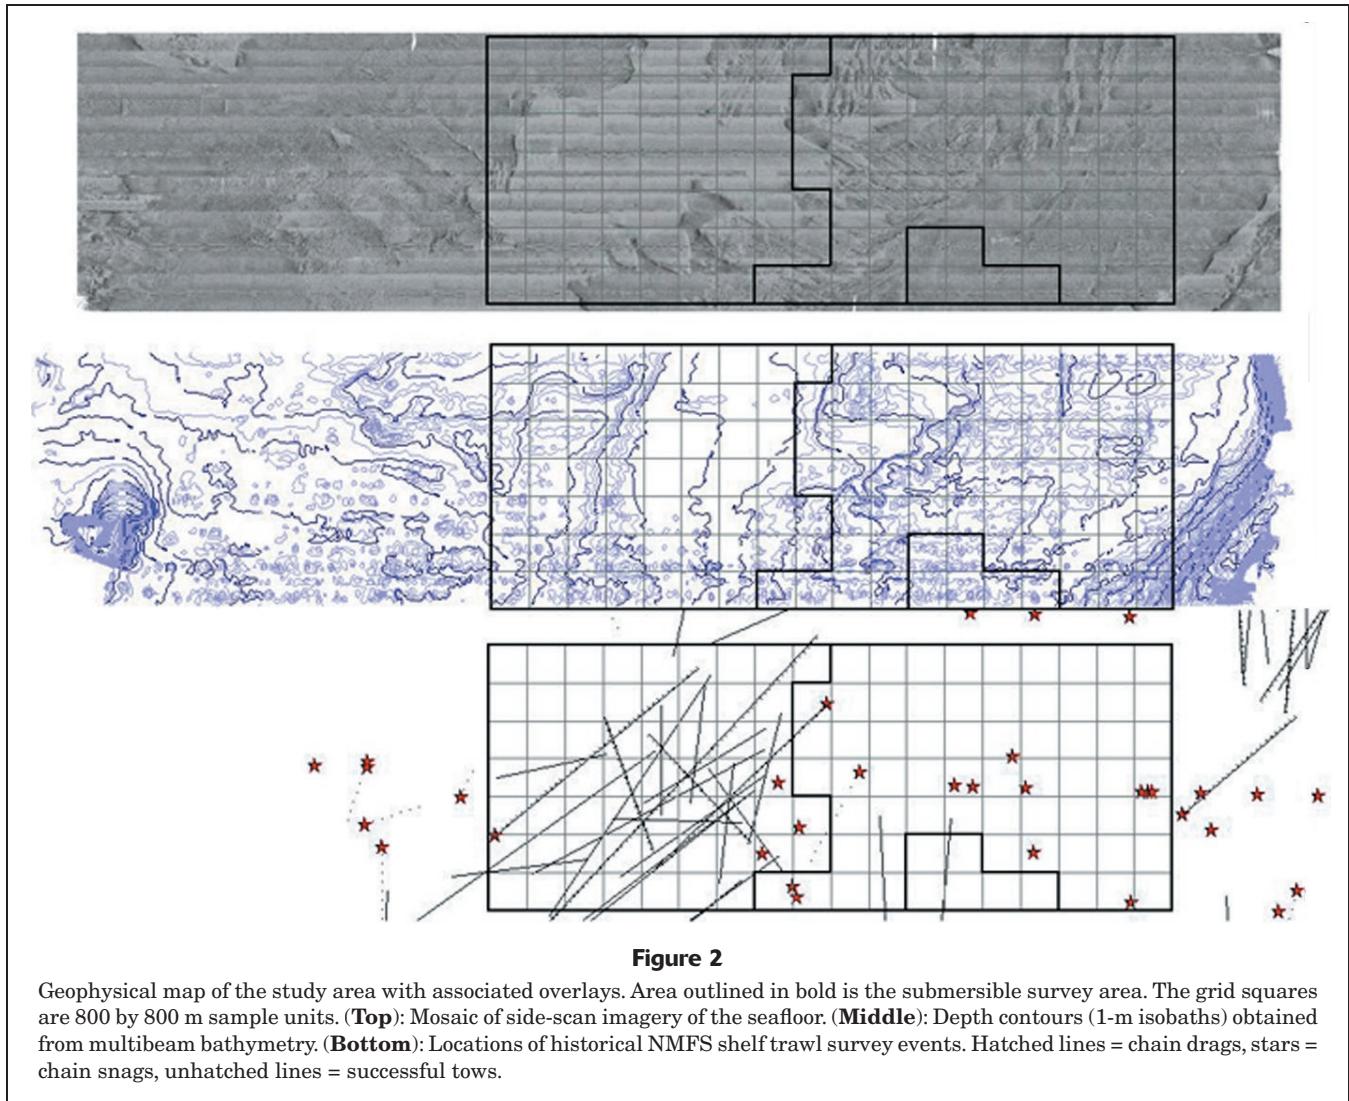 Figure 2
Geophysical map of the study area with associated overlays. Area outlined in bold is the submersible survey area. The grid squares
are 800 by 800 m sample units. (Top): Mosaic of side-scan imagery of the seafloor. (Middle): Depth contours (1-m isobaths) obtained
from multibeam bathymetry. (Bottom): Locations of historical NMFS shelf trawl survey events. Hatched lines = chain drags, stars =
chain snags, unhatched lines = successful tows.